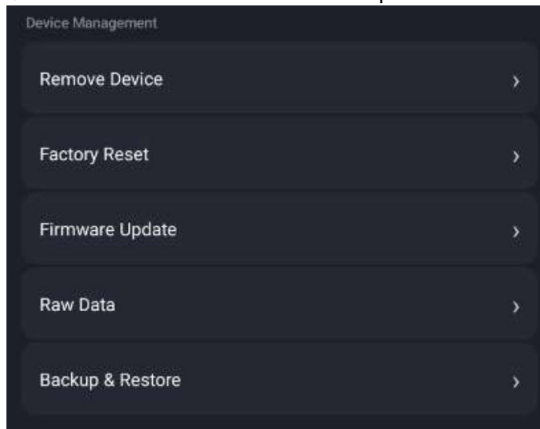 Device Management
Remove Device
Factory Reset
Firmware Update
Raw Data
Backup & Restore